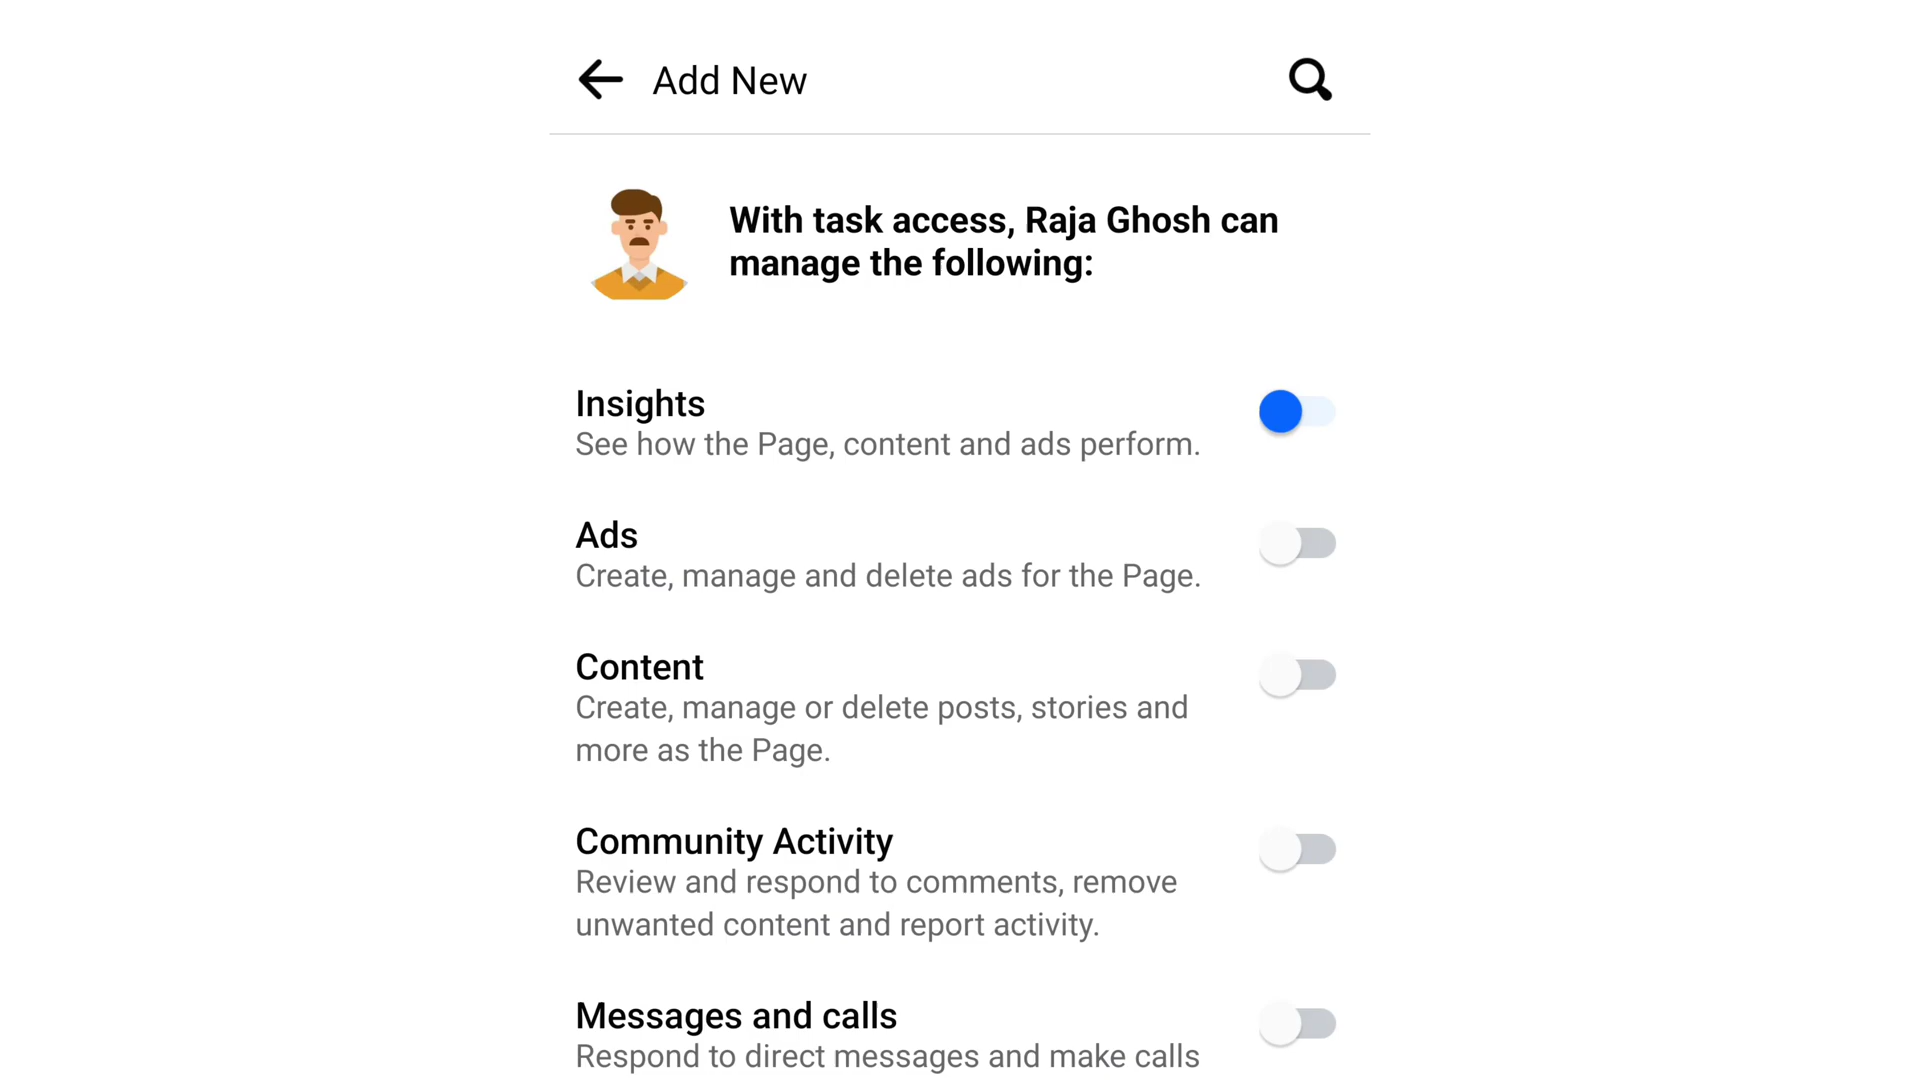 Add New
With task access, Raja Ghosh can
manage the following:
Insights
See how the Page, content and ads perform.
Ads
Create, manage and delete ads for the Page.
Content
Create, manage or delete posts, stories and
more as the Page.
Community Activity
Review and respond to comments, remove
unwanted content and report activity.
Messages and calls
Respond to direct messages and make calls